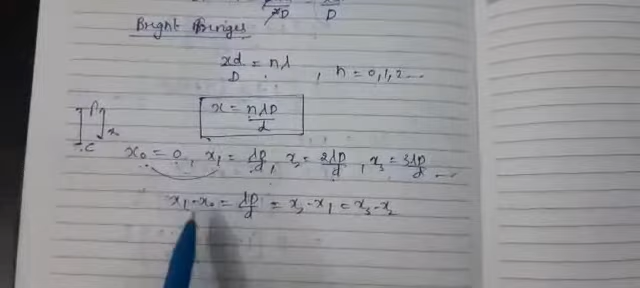 xD D
Bright Fringes
xd/D = nλ , n = 0,1,2...
x = nλD/d
P
x
C
x₀ = 0, x₁ = λD/d, x₂ = 2λD/d, x₃ = 3λD/d ...
x₁-x₀ = λD/d = x₂-x₁ = x₃-x₂